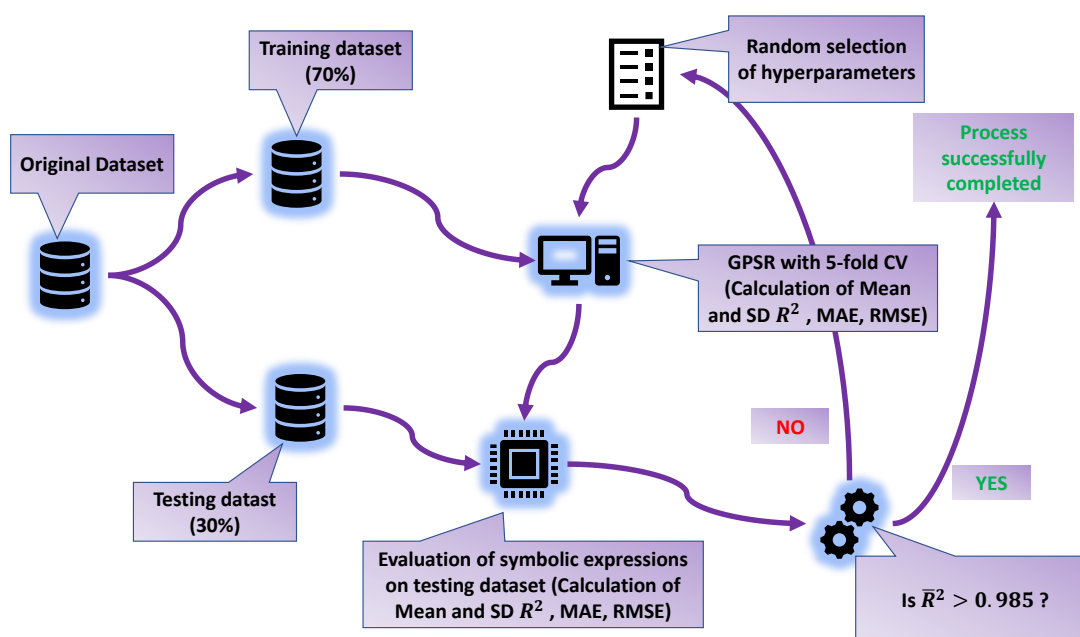 Training dataset
(70%)
Random selection
of hyperparameters
Original Dataset
Process
successfully
completed
GPSR with 5-fold CV
(Calculation of Mean
and SD R² , MAE, RMSE)
NO
YES
Testing datast
(30%)
Evaluation of symbolic expressions
on testing dataset (Calculation of
Mean and SD R² , MAE, RMSE)
Is R̅² > 0.985 ?